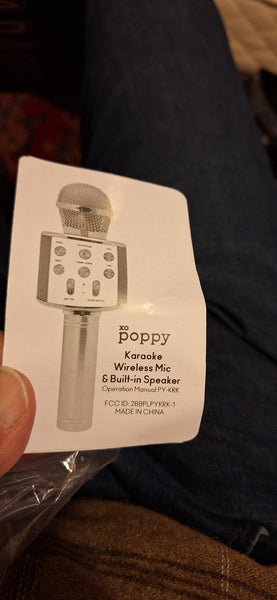 xo
poppy
Karaoke
Wireless Mic
& Built-in Speaker
Operation Manual PY-KRK
FCC ID: 2BBPLPYKRK-1
MADE IN CHINA